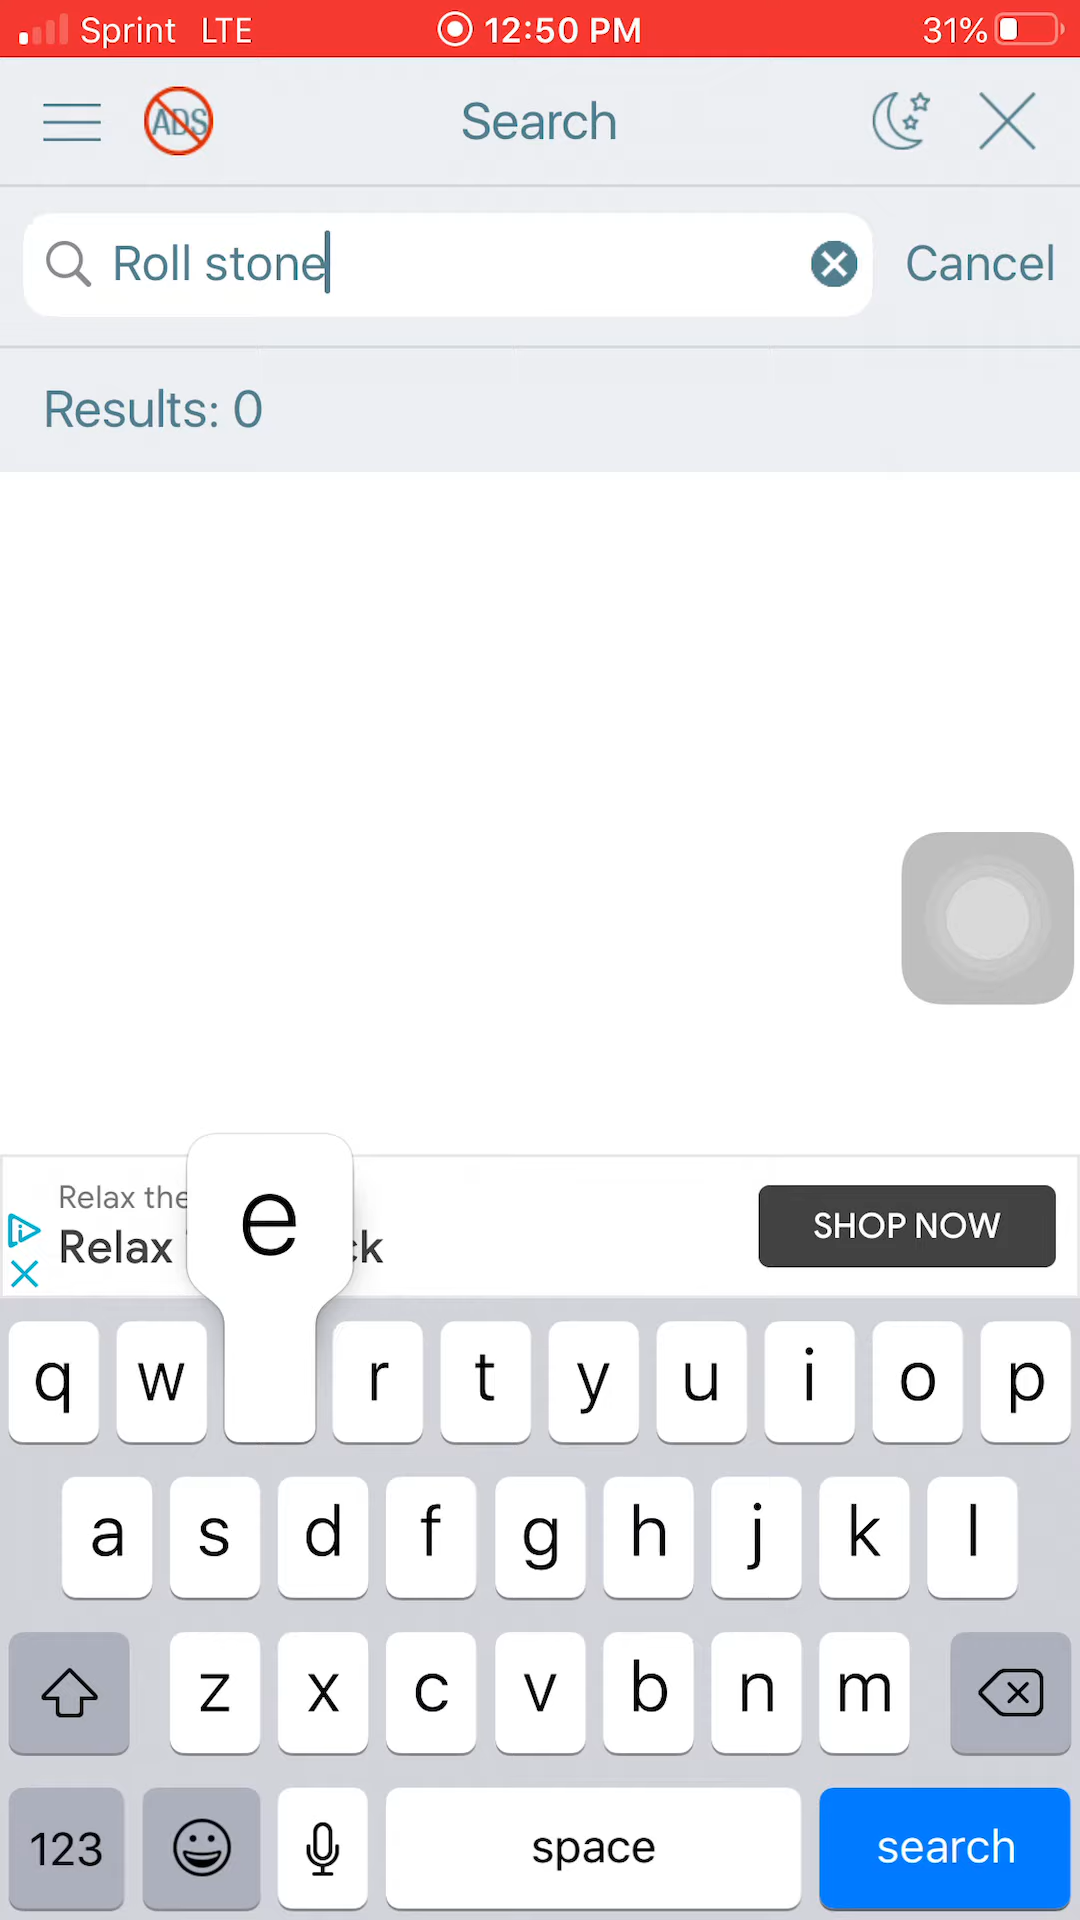 Sprint LTE 12:50 PM 31%
ADS Search
Roll stone Cancel
Results: 0
Relax the
Relax ck
SHOP NOW
e
q w r t y u i o p
a s d f g h j k l
z x c v b n m
123 space search